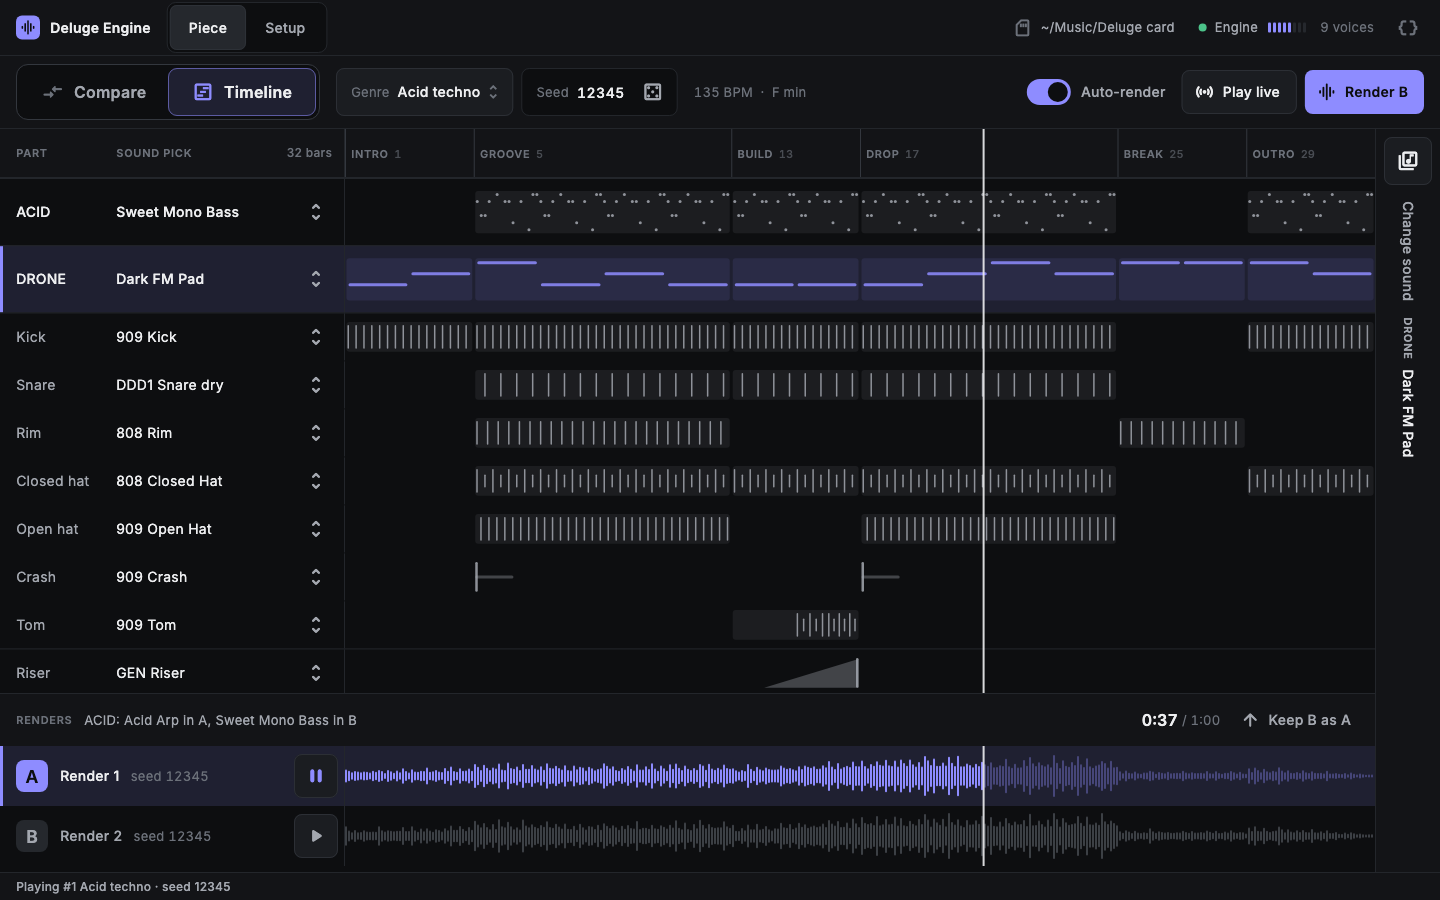 Deluge Engine Piece Setup ~/Music/Deluge card Engine 9 voices
Compare Timeline Genre Acid techno Seed 12345 135 BPM · F min Auto-render Play live Render B
PART SOUND PICK 32 bars INTRO 1 GROOVE 5 BUILD 13 DROP 17 BREAK 25 OUTRO 29
ACID Sweet Mono Bass
DRONE Dark FM Pad
Kick 909 Kick
Snare DDD1 Snare dry
Rim 808 Rim
Closed hat 808 Closed Hat
Open hat 909 Open Hat
Crash 909 Crash
Tom 909 Tom
Riser GEN Riser
Change sound DRONE Dark FM Pad
RENDERS ACID: Acid Arp in A, Sweet Mono Bass in B 0:37 / 1:00 Keep B as A
A Render 1 seed 12345
B Render 2 seed 12345
Playing #1 Acid techno · seed 12345